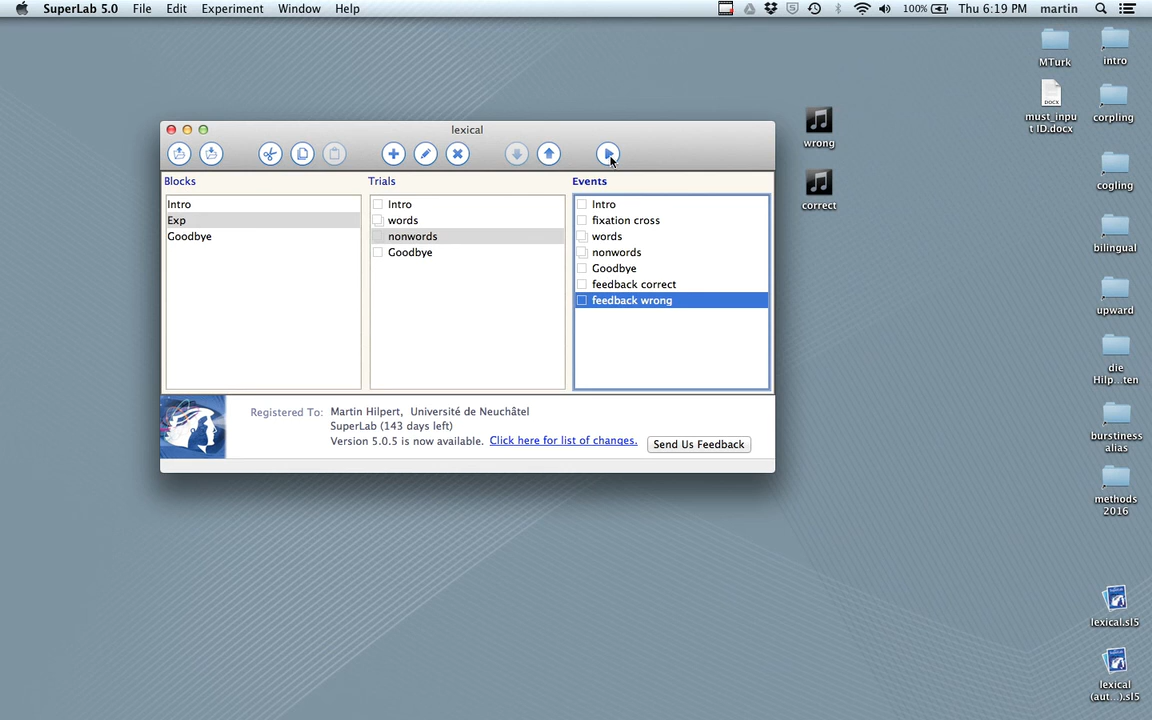 SuperLab 5.0 File Edit Experiment Window Help 100% Thu 6:19 PM martin
MTurk
intro
must_inpu
t ID.docx
DOCX
corpling
wrong
correct
cogling
bilingual
upward
die
Hilp...ten
burstiness
alias
methods
2016
lexical.sl5
lexical
(aut...).sl5
lexical
Blocks
Intro
Exp
Goodbye
Trials
Intro
words
nonwords
Goodbye
Events
Intro
fixation cross
words
nonwords
Goodbye
feedback correct
feedback wrong
Registered To: Martin Hilpert, Université de Neuchâtel
SuperLab (143 days left)
Version 5.0.5 is now available. Click here for list of changes.
Send Us Feedback